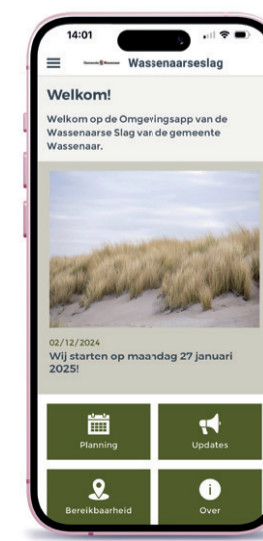 14:01
Wassenaarseslag
Welkom!
Welkom op de Omgevingsapp van de
Wassenaarse Slag van de gemeente
Wassenaar.
02/12/2024
Wij starten op maandag 27 januari
2025!
Planning
Updates
Bereikbaarheid
Over